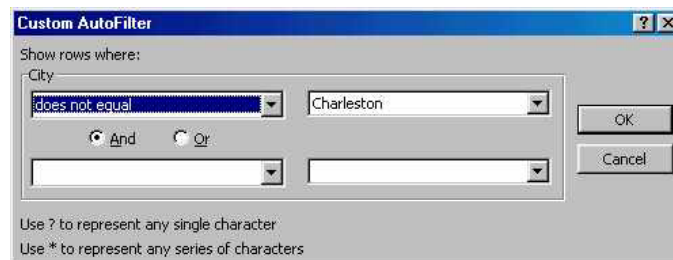 Custom AutoFilter
Show rows where:
City
does not equal Charleston
And Or
OK
Cancel
Use ? to represent any single character
Use * to represent any series of characters